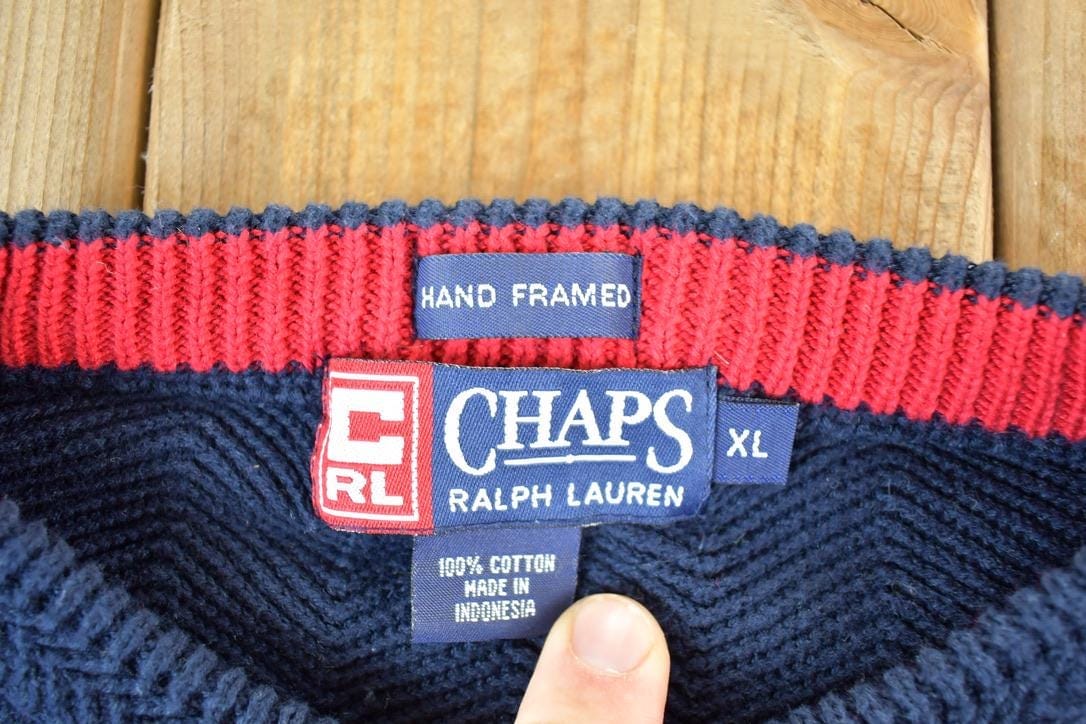 HAND FRAMED
C
RL
CHAPS
RALPH LAUREN
XL
100% COTTON
MADE IN
INDONESIA